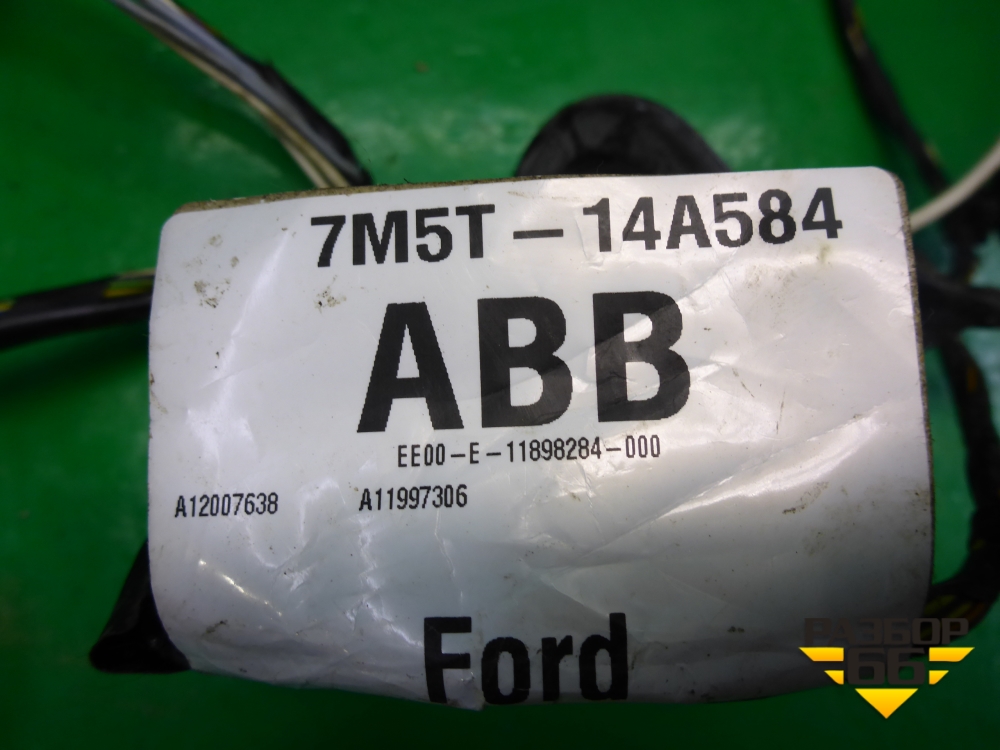 7M5T – 14A584
ABB
EE00-E-11898284-000
A12007638 A11997306
Ford
РАЗБОР
66